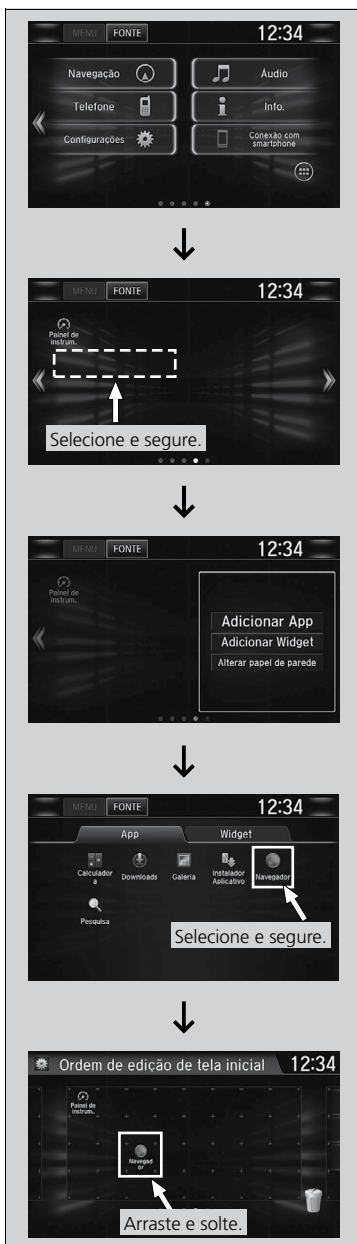 MENU FONTE 12:34
Navegação Áudio
Telefone Info.
Configurações Conexão com
smartphone
MENU FONTE 12:34
Painel de
instrum..
Selecione e segure.
MENU FONTE 12:34
Painel de
instrum..
Adicionar App
Adicionar Widget
Alterar papel de parede
MENU FONTE 12:34
App Widget
Calculador
a
Downloads
Galeria
Instalador
Aplicativo
Navegador
Pesquisa
Selecione e segure.
Ordem de edição de tela inicial 12:34
Painel de
instrum..
Navegad
or
Arraste e solte.